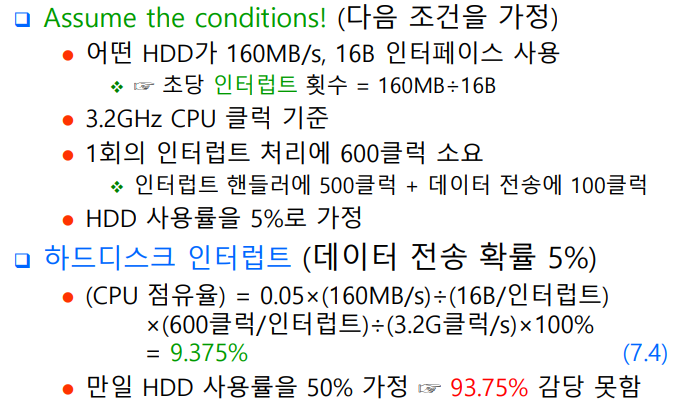 ❑ Assume the conditions! (다음 조건을 가정)
● 어떤 HDD가 160MB/s, 16B 인터페이스 사용
❖ ☞ 초당 인터럽트 횟수 = 160MB÷16B
● 3.2GHz CPU 클럭 기준
● 1회의 인터럽트 처리에 600클럭 소요
❖ 인터럽트 핸들러에 500클럭 + 데이터 전송에 100클럭
● HDD 사용률을 5%로 가정
❑ 하드디스크 인터럽트 (데이터 전송 확률 5%)
● (CPU 점유율) = 0.05×(160MB/s)÷(16B/인터럽트)
×(600클럭/인터럽트)÷(3.2G클럭/s)×100%
= 9.375% (7.4)
● 만일 HDD 사용률을 50% 가정 ☞ 93.75% 감당 못함